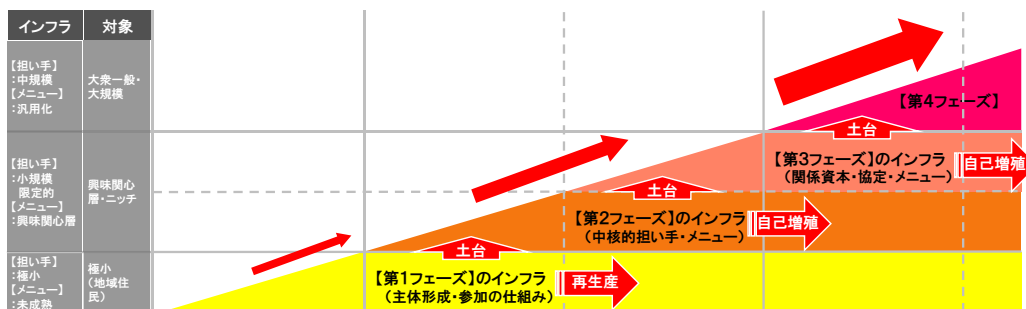 インフラ
対象
【担い手】
:中規模
【メニュー】
:汎用化
大衆一般・
大規模
【第4フェーズ】
土台
【担い手】
:小規模
限定的
【メニュー】
:興味関心層
興味関心
層・ニッチ
【第3フェーズ】のインフラ
(関係資本・協定・メニュー)
自己増殖
土台
【第2フェーズ】のインフラ
(中核的担い手・メニュー)
自己増殖
土台
【担い手】
:極小
【メニュー】
:未成熟
極小
(地域住
民)
【第1フェーズ】のインフラ
(主体形成・参加の仕組み)
再生産